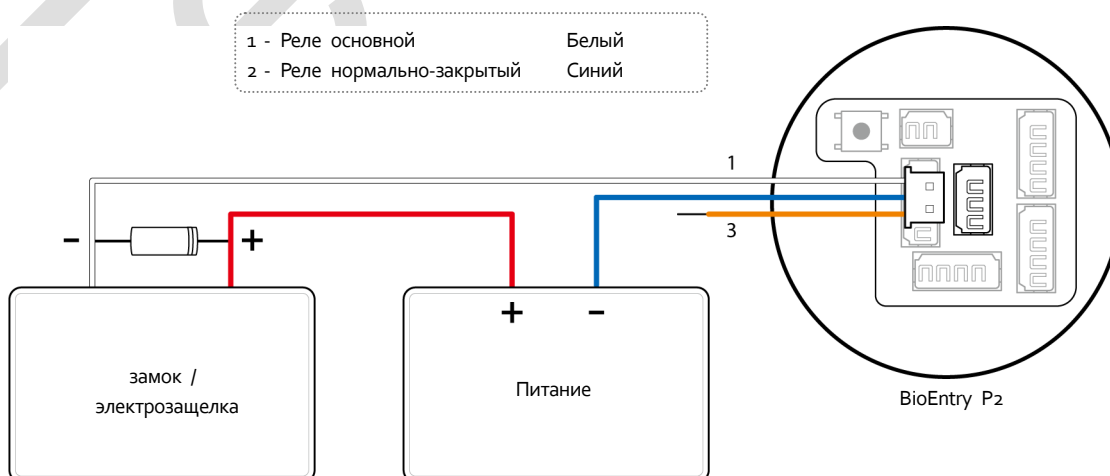 1 - Реле основной Белый
2 - Реле нормально-закрытый Синий
1
3
- +
+ -
замок /
электрозащелка
Питание
BioEntry P2